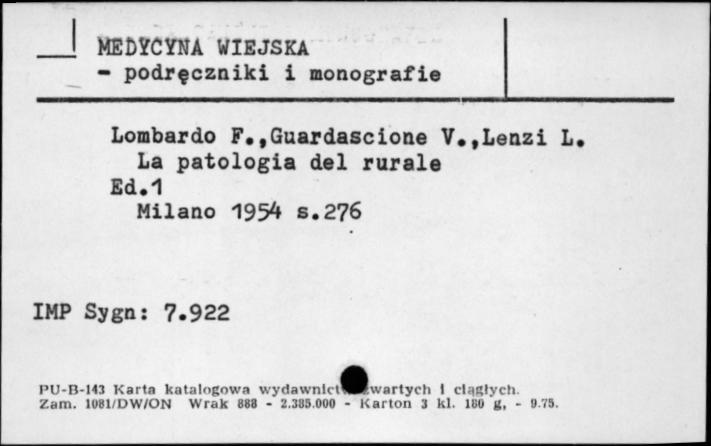 MEDYCYNA WIEJSKA
- podręczniki i monografie
Lombardo F.,Guardascione V.,Lenzi L.
La patologia del rurale
Ed.1
Milano 1954 s.276
IMP Sygn: 7.922
PU-B-143 Karta katalogowa wydawnict wartych i ciągłych.
Zam. 1081/DW/ON Wrak 888 - 2.385.000 - Karton 3 kl. 180 g, - 9.75.